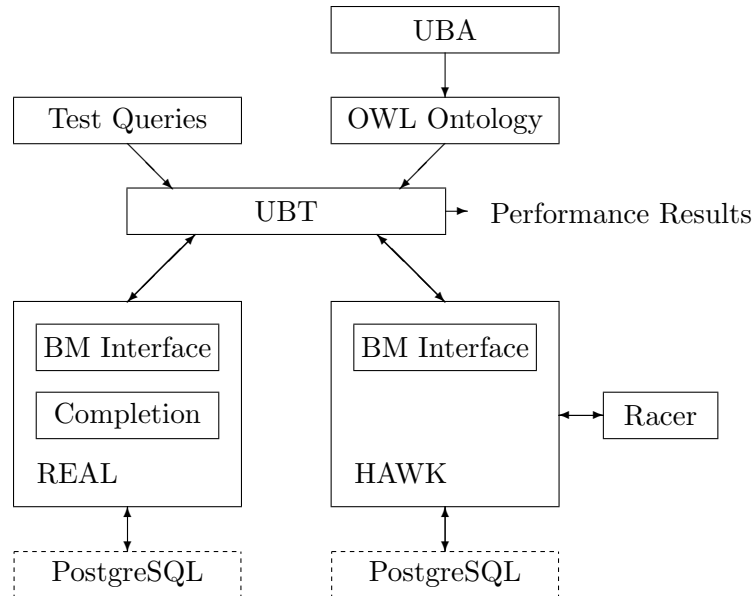 UBA
Test Queries
OWL Ontology
UBT
Performance Results
BM Interface
Completion
REAL
BM Interface
HAWK
Racer
PostgreSQL
PostgreSQL